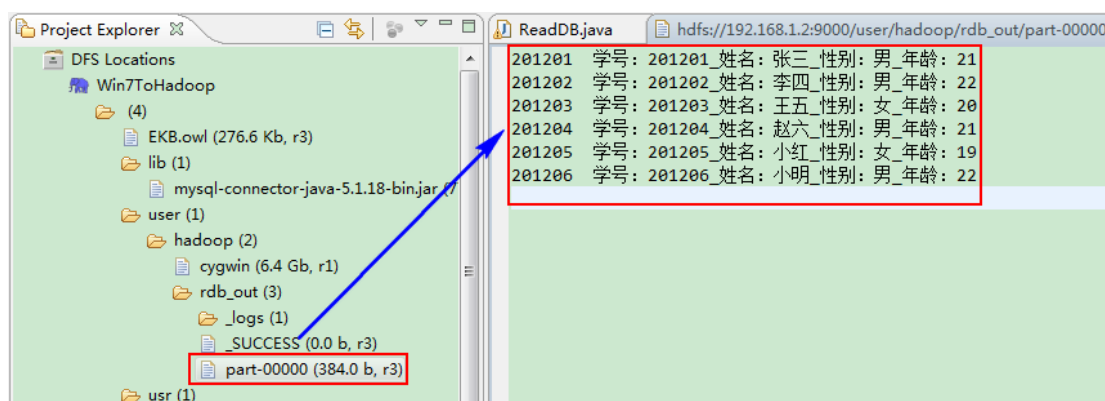 Project Explorer
DFS Locations
Win7ToHadoop
(4)
EKB.owl (276.6 Kb, r3)
lib (1)
mysql-connector-java-5.1.18-bin.jar (7
user (1)
hadoop (2)
cygwin (6.4 Gb, r1)
rdb_out (3)
_logs (1)
_SUCCESS (0.0 b, r3)
part-00000 (384.0 b, r3)
usr (1)
ReadDB.java
hdfs://192.168.1.2:9000/user/hadoop/rdb_out/part-00000
201201 学号：201201_姓名：张三_性别：男_年龄：21
201202 学号：201202_姓名：李四_性别：男_年龄：22
201203 学号：201203_姓名：王五_性别：女_年龄：20
201204 学号：201204_姓名：赵六_性别：男_年龄：21
201205 学号：201205_姓名：小红_性别：女_年龄：19
201206 学号：201206_姓名：小明_性别：男_年龄：22